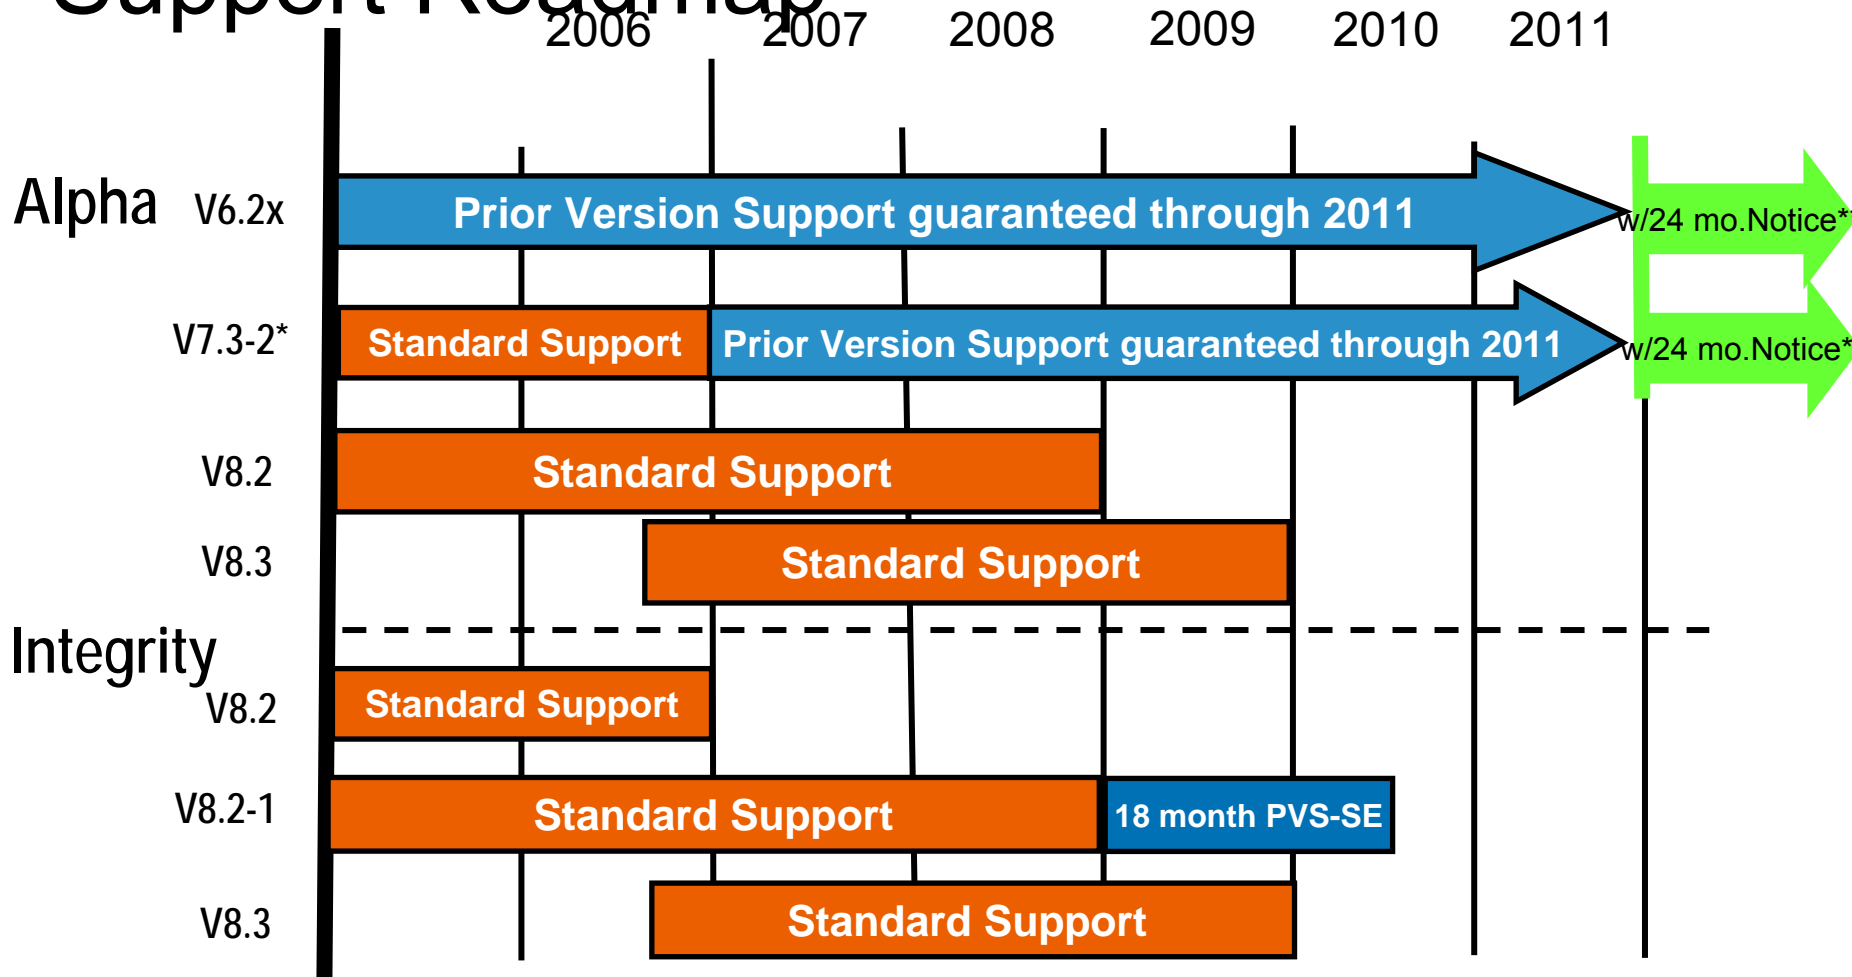 Support Roadmap
2006 2007 2008 2009 2010 2011
Alpha V6.2x Prior Version Support guaranteed through 2011 w/24 mo.Notice**
V7.3-2* Standard Support Prior Version Support guaranteed through 2011 w/24 mo.Notice*
V8.2 Standard Support
V8.3 Standard Support
Integrity
V8.2 Standard Support
V8.2-1 Standard Support 18 month PVS-SE
V8.3 Standard Support